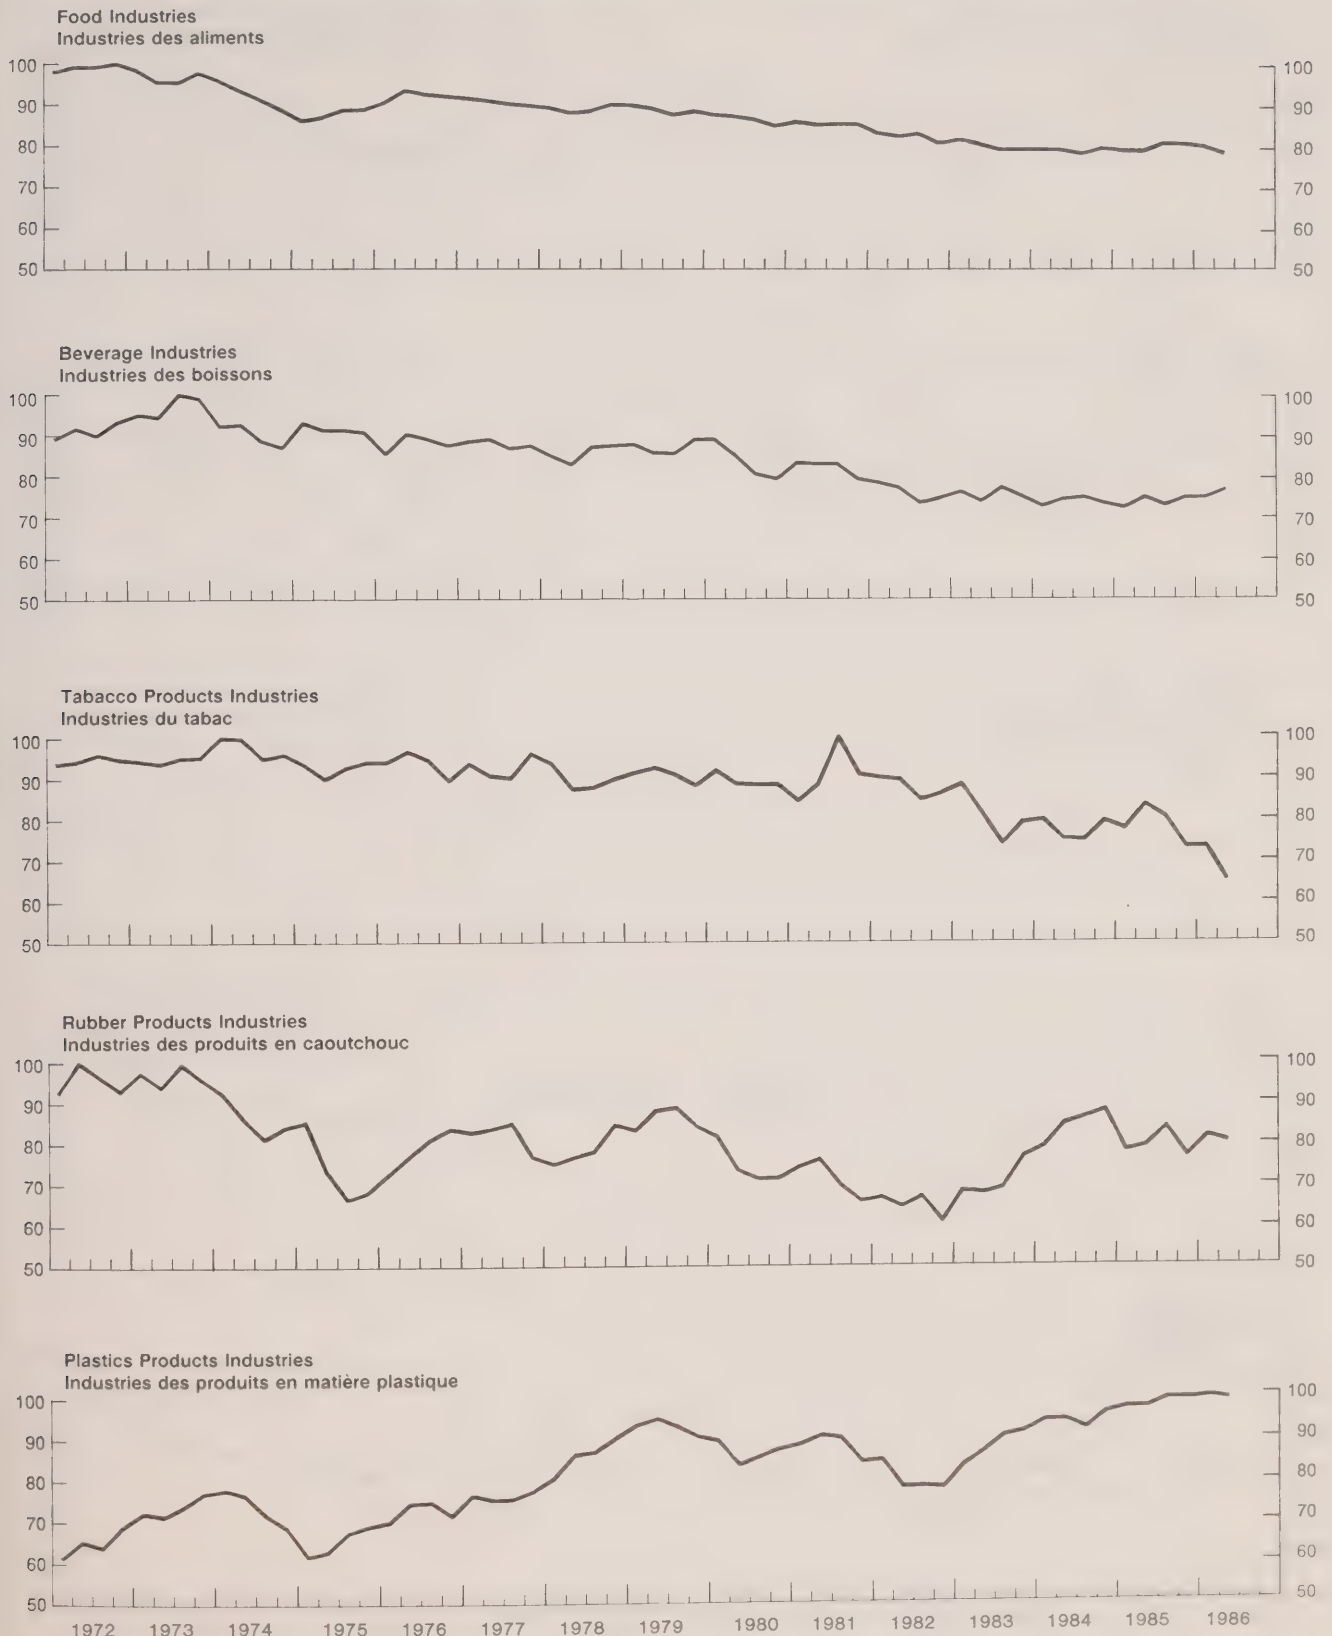 Food Industries
Industries des aliments
100 100
90 90
80 80
70 70
60 60
50 50
Beverage Industries
Industries des boissons
100 100
90 90
80 80
70 70
60 60
50 50
Tabacco Products Industries
Industries du tabac
100 100
90 90
80 80
70 70
60 60
50 50
Rubber Products Industries
Industries des produits en caoutchouc
100 100
90 90
80 80
70 70
60 60
50 50
Plastics Products Industries
Industries des produits en matière plastique
100 100
90 90
80 80
70 70
60 60
50 50
1972 1973 1974 1975 1976 1977 1978 1979 1980 1981 1982 1983 1984 1985 1986